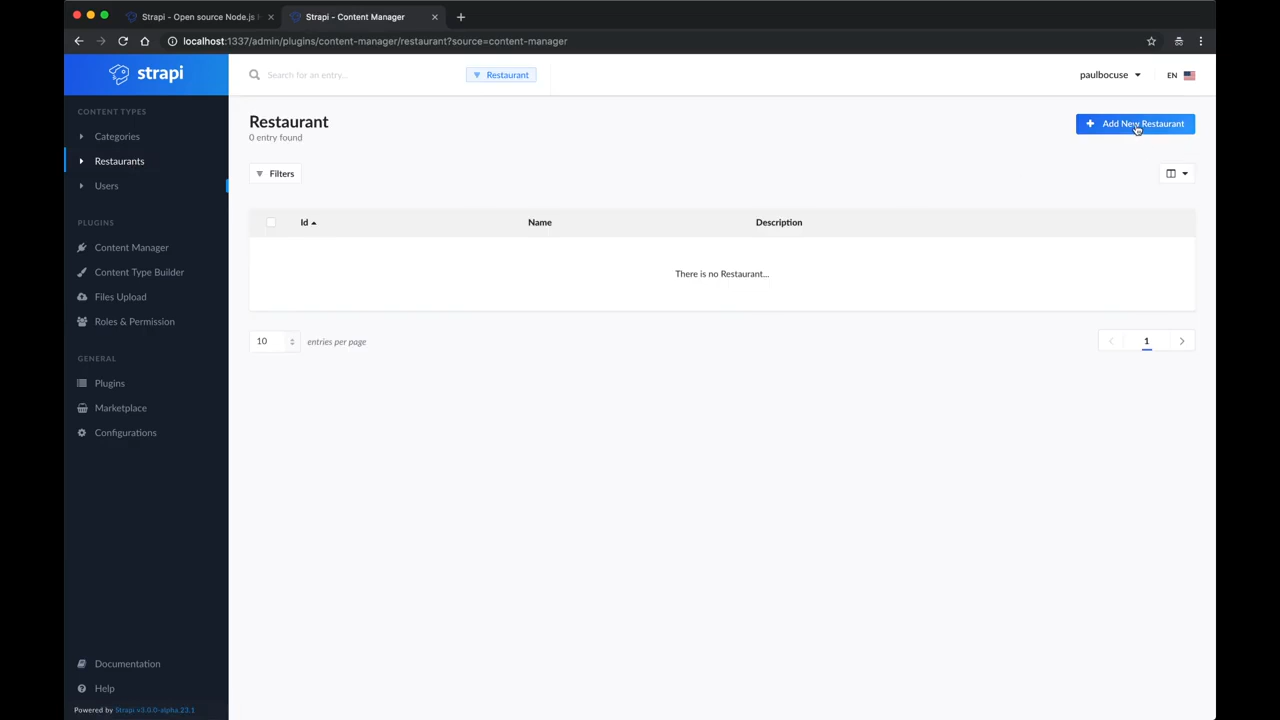 Strapi - Open source Node.js
Strapi - Content Manager
localhost:1337/admin/plugins/content-manager/restaurant?source=content-manager
strapi
Search for an entry...
Restaurant
paulbocuse
EN
CONTENT TYPES
Categories
Restaurants
Users
PLUGINS
Content Manager
Content Type Builder
Files Upload
Roles & Permission
GENERAL
Plugins
Marketplace
Configurations
Documentation
Help
Powered by Strapi v3.0.0-alpha.23.1
Restaurant
0 entry found
Add New Restaurant
Filters
Id
Name
Description
There is no Restaurant...
10
entries per page
1